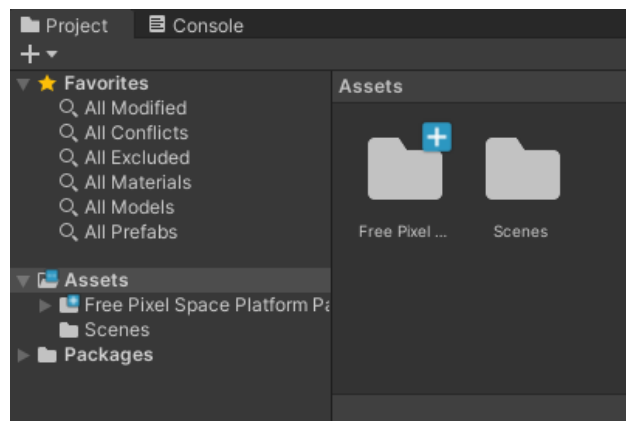 Project Console
Favorites
All Modified
All Conflicts
All Excluded
All Materials
All Models
All Prefabs
Assets
Free Pixel Space Platform Pa
Scenes
Packages
Assets
Free Pixel ...
Scenes